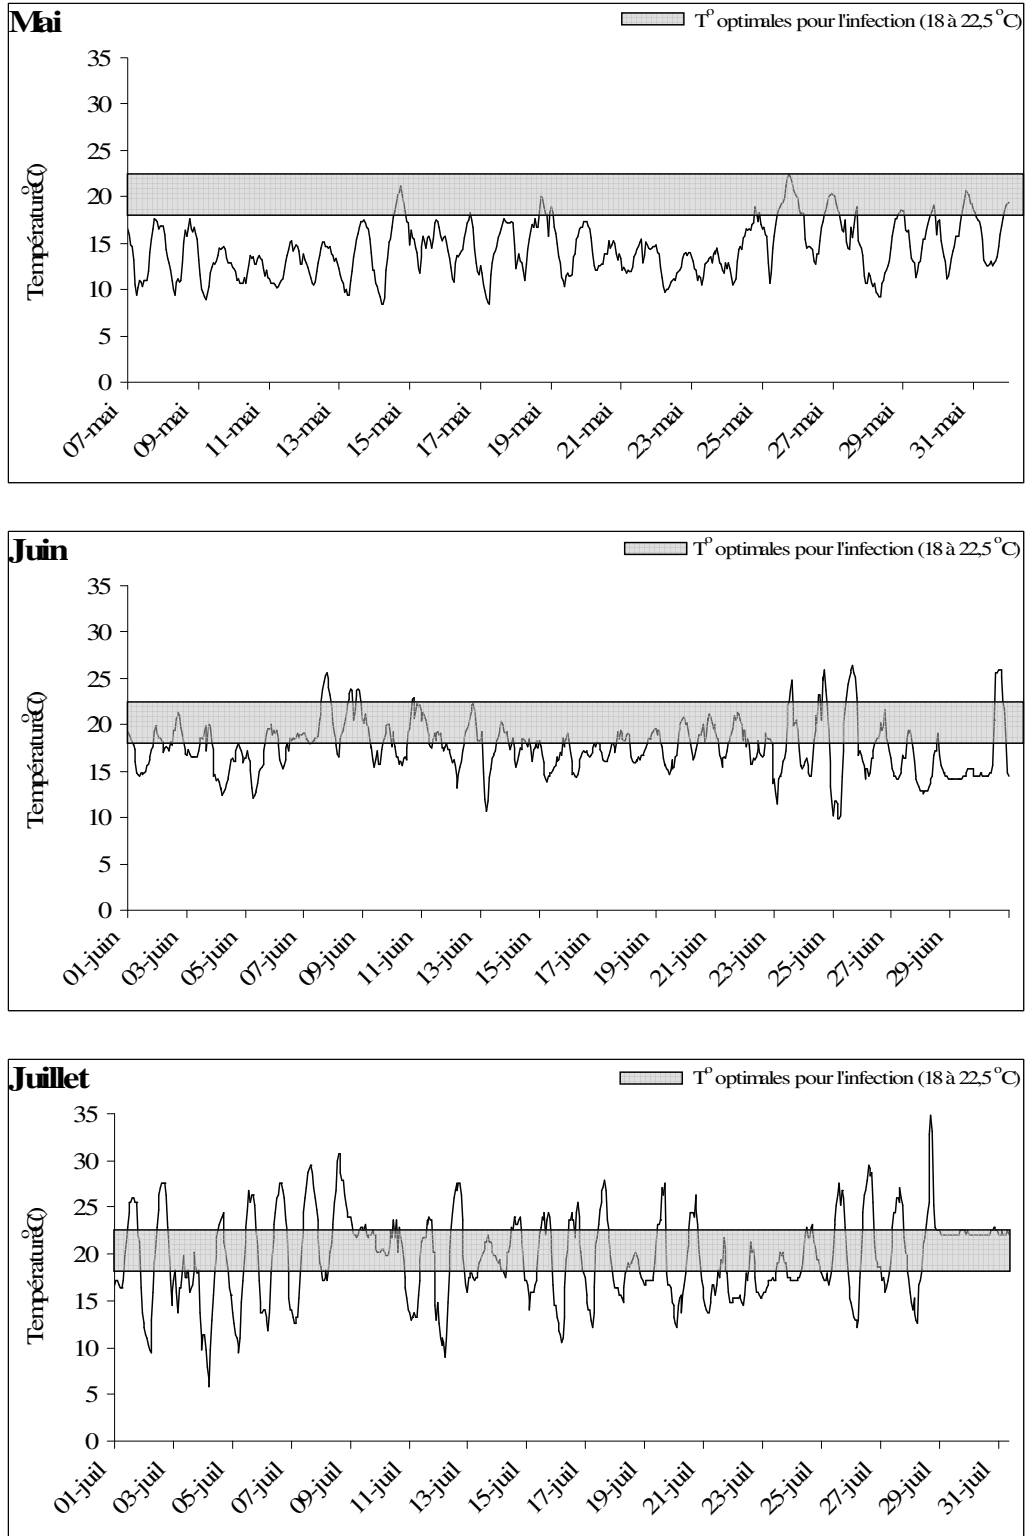 Mai
T° optimales pour l'infection (18 à 22,5 °C)
35
30
25
20
15
10
5
0
Température (°C)
07-mai
09-mai
11-mai
13-mai
15-mai
17-mai
19-mai
21-mai
23-mai
25-mai
27-mai
29-mai
31-mai
Juin
T° optimales pour l'infection (18 à 22,5 °C)
35
30
25
20
15
10
5
0
Température (°C)
01-juin
03-juin
05-juin
07-juin
09-juin
11-juin
13-juin
15-juin
17-juin
19-juin
21-juin
23-juin
25-juin
27-juin
29-juin
Juillet
T° optimales pour l'infection (18 à 22,5 °C)
35
30
25
20
15
10
5
0
Température (°C)
01-juil
03-juil
05-juil
07-juil
09-juil
11-juil
13-juil
15-juil
17-juil
19-juil
21-juil
23-juil
25-juil
27-juil
29-juil
31-juil